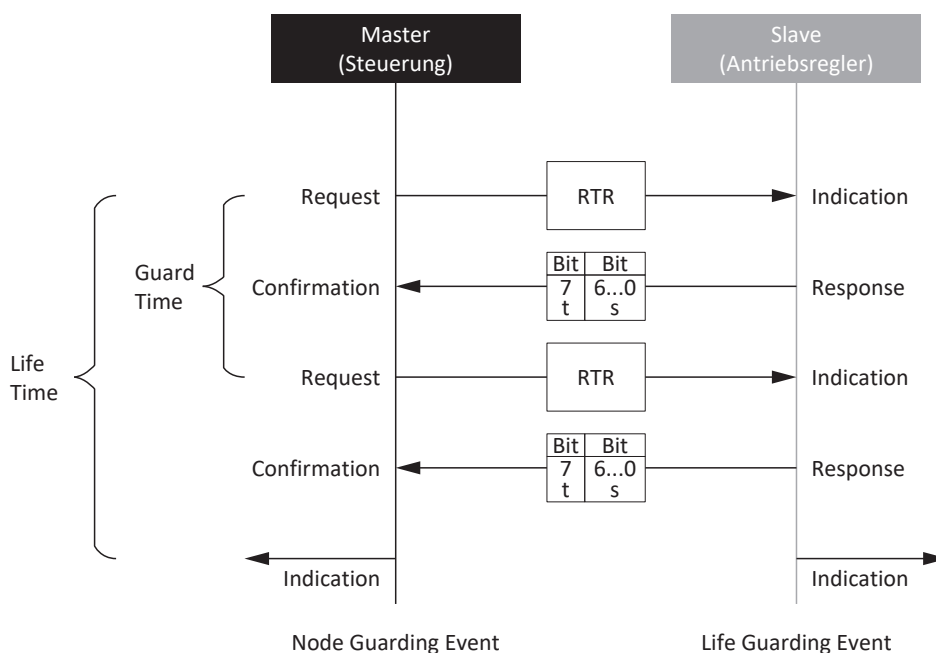 Master
(Steuerung)
Slave
(Antriebsregler)
Request
RTR
Indication
Guard
Time
Confirmation
Bit
7
t
Bit
6...0
s
Response
Life
Time
Request
RTR
Indication
Confirmation
Bit
7
t
Bit
6...0
s
Response
Indication
Indication
Node Guarding Event
Life Guarding Event